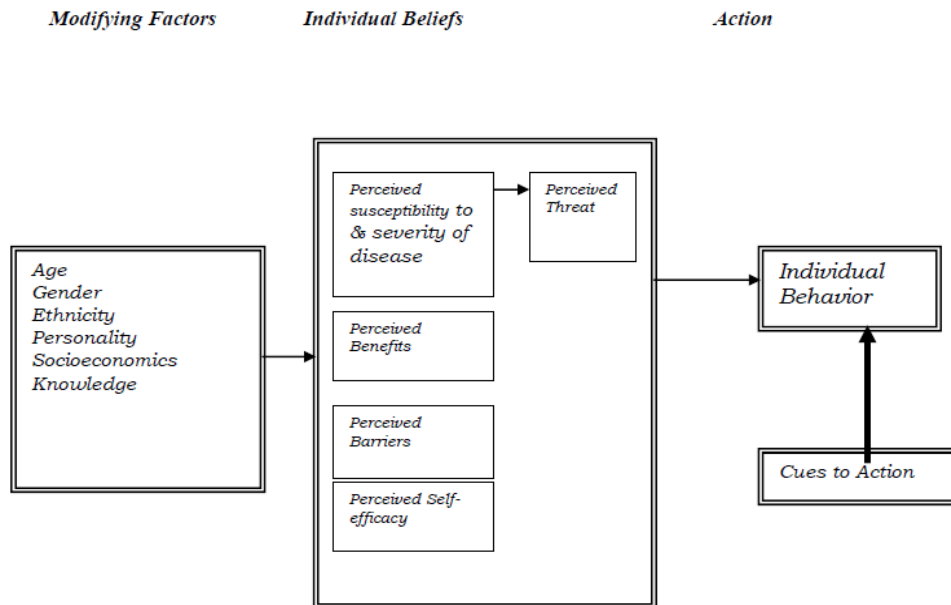 Modifying Factors
Individual Beliefs
Action
Age
Gender
Ethnicity
Personality
Socioeconomics
Knowledge
Perceived
susceptibility to
& severity of
disease
Perceived
Threat
Perceived
Benefits
Perceived
Barriers
Perceived Self-
efficacy
Individual
Behavior
Cues to Action